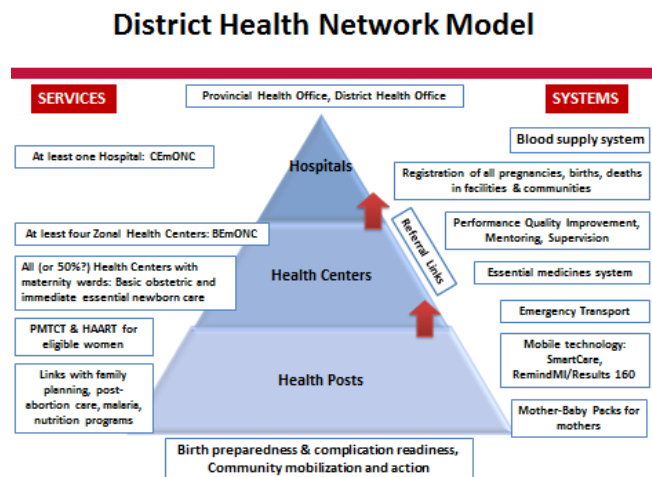 District Health Network Model
SERVICES
Provincial Health Office, District Health Office
SYSTEMS
At least one Hospital: CEmONC
At least four Zonal Health Centers: BEmONC
All (or 50%?) Health Centers with
maternity wards: Basic obstetric and
immediate essential newborn care
PMTCT & HAART for
eligible women
Links with family
planning, post-
abortion care, malaria,
nutrition programs
Hospitals
Health Centers
Health Posts
Referral Links
Blood supply system
Registration of all pregnancies, births, deaths
in facilities & communities
Performance Quality Improvement,
Mentoring, Supervision
Essential medicines system
Emergency Transport
Mobile technology:
SmartCare,
RemindMI/Results 160
Mother-Baby Packs for
mothers
Birth preparedness & complication readiness,
Community mobilization and action